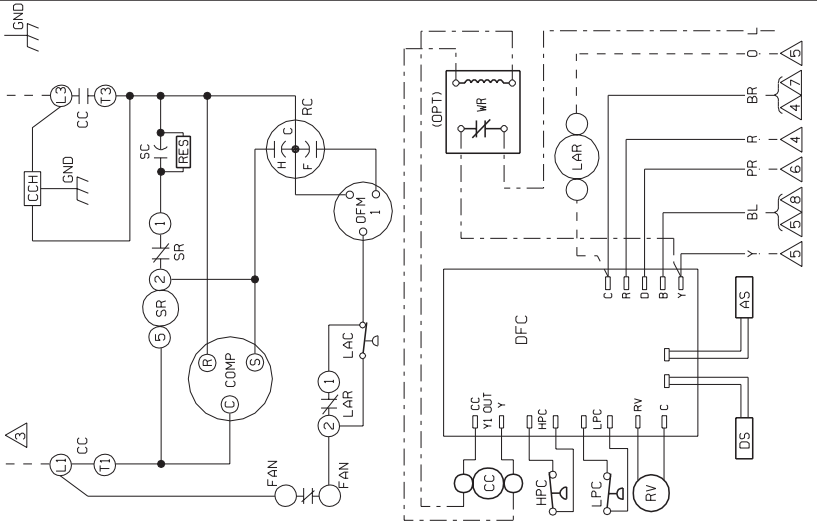 GND
L3
CC
T3
CCH
GND
SC
RES
1
SR
2
SR
5
RC
C
H
F
OFM
1
R
COMP
S
C
LAC
1
LAR
2
3
L1
CC
T1
FAN
FAN
(OPT)
WR
LAR
L
O
5
BR
7
4
R
4
PR
6
BL
8
5
Y
5
C
R
O
B
Y
DFC
AS
DS
CC
Y1 OUT
Y
HPC
LPC
RV
C
CC
HPC
LPC
RV